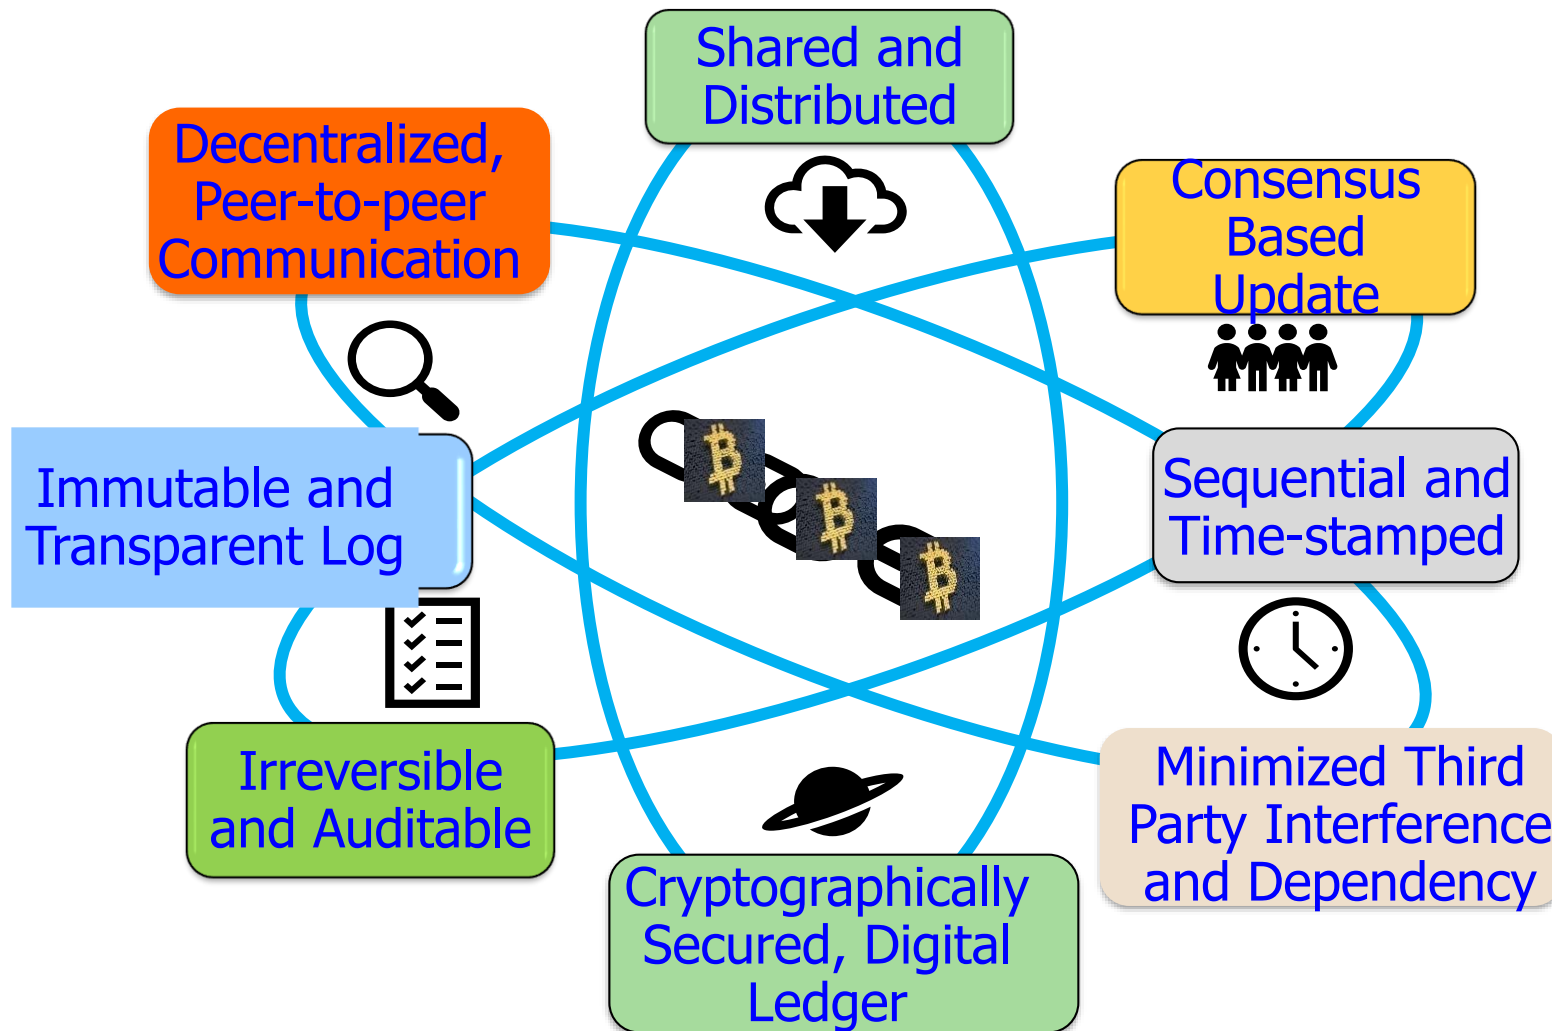 Shared and
Distributed
Decentralized,
Peer-to-peer
Communication
Consensus
Based
Update
Immutable and
Transparent Log
Sequential and
Time-stamped
Irreversible
and Auditable
Minimized Third
Party Interference
and Dependency
Cryptographically
Secured, Digital
Ledger